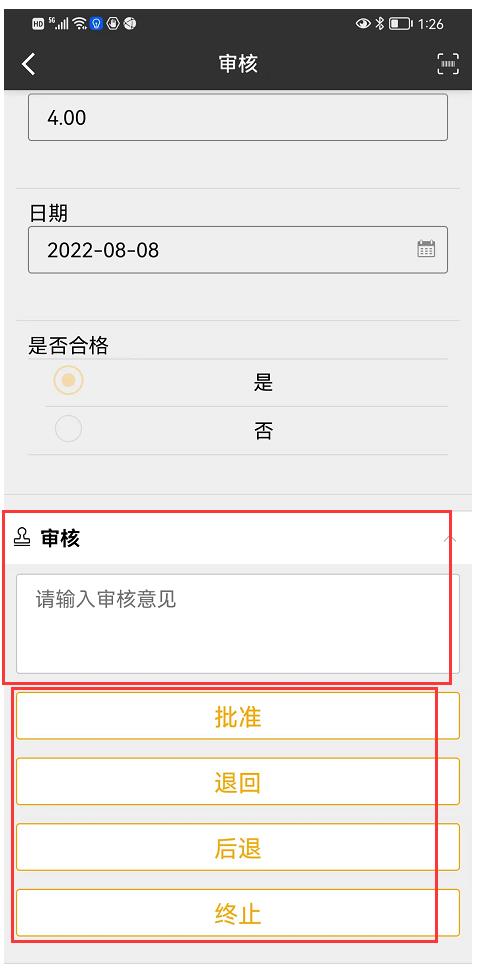 HD 5G 1:26
审核
4.00
日期
2022-08-08
是否合格
是
否
审核
请输入审核意见
批准
退回
后退
终止